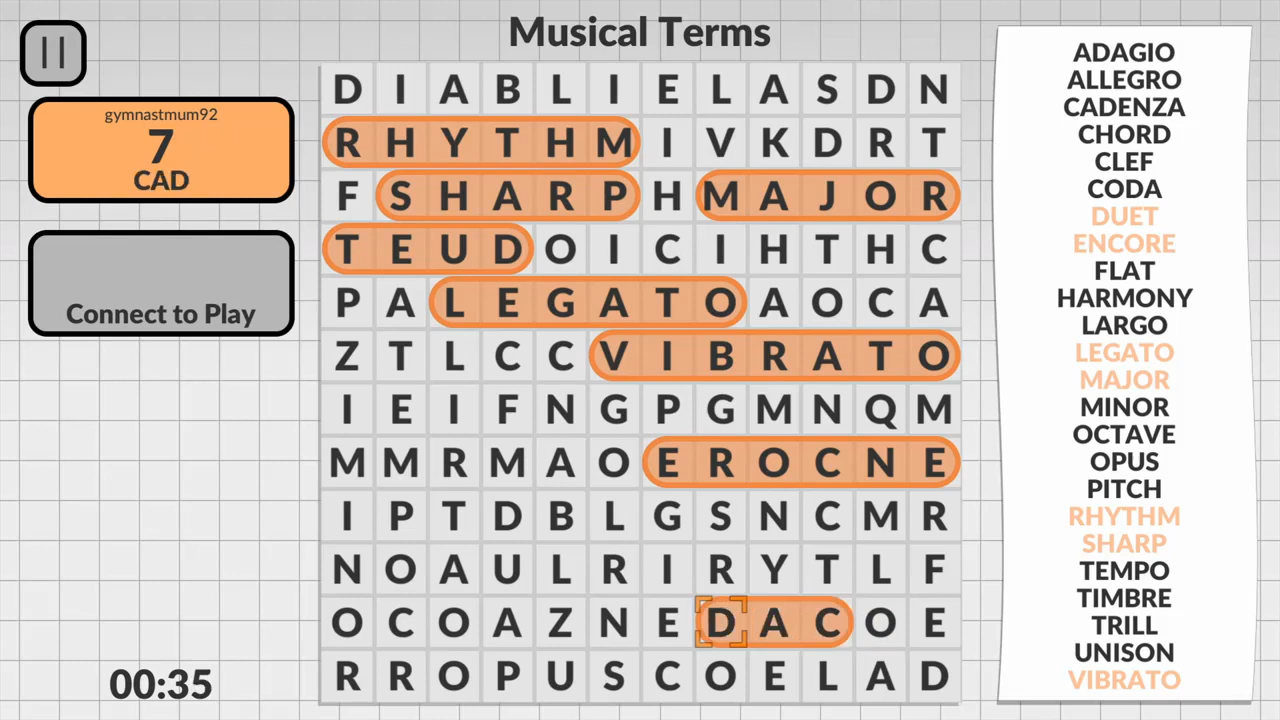 Musical Terms
gymnastmum92
7
CAD
Connect to Play
00:35
D I A B L I E L A S D N
R H Y T H M I V K D R T
F S H A R P H M A J O R
T E U D O I C I H T H C
P A L E G A T O A O C A
Z T L C C V I B R A T O
I E I F N G P G M N Q M
M M R M A O E R O C N E
I P T D B L G S N C M R
N O A U L R I R Y T L F
O C O A Z N E D A C O E
R R O P U S C O E L A D
ADAGIO
ALLEGRO
CADENZA
CHORD
CLEF
CODA
DUET
ENCORE
FLAT
HARMONY
LARGO
LEGATO
MAJOR
MINOR
OCTAVE
OPUS
PITCH
RHYTHM
SHARP
TEMPO
TIMBRE
TRILL
UNISON
VIBRATO